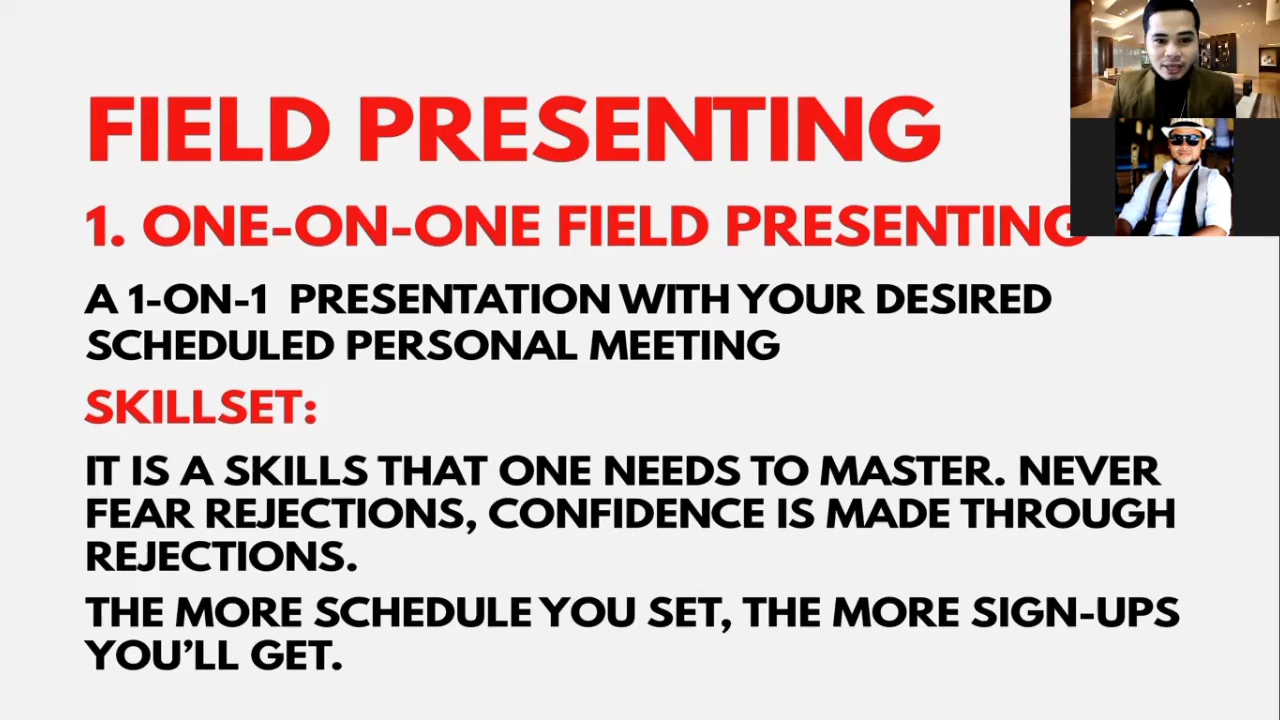 FIELD PRESENTING
1. ONE-ON-ONE FIELD PRESENTING
A 1-ON-1 PRESENTATION WITH YOUR DESIRED
SCHEDULED PERSONAL MEETING
SKILLSET:
IT IS A SKILLS THAT ONE NEEDS TO MASTER. NEVER
FEAR REJECTIONS, CONFIDENCE IS MADE THROUGH
REJECTIONS.
THE MORE SCHEDULE YOU SET, THE MORE SIGN-UPS
YOU’LL GET.